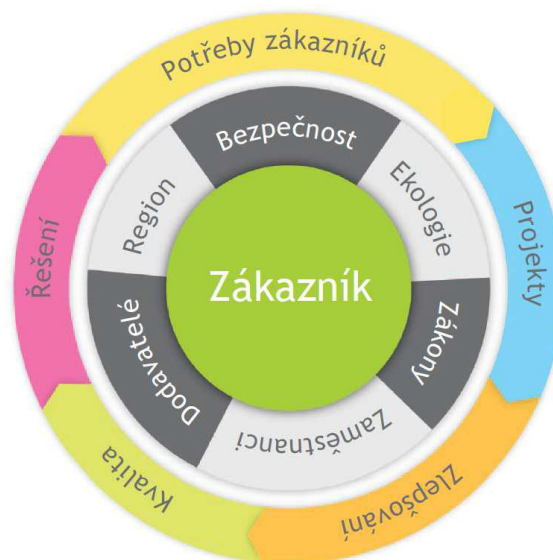 Potřeby zákazníků
Projekty
Zlepšování
Kvalita
Řešení
Bezpečnost
Ekologie
Zákony
Zaměstnanci
Dodavatelé
Region
Zákazník